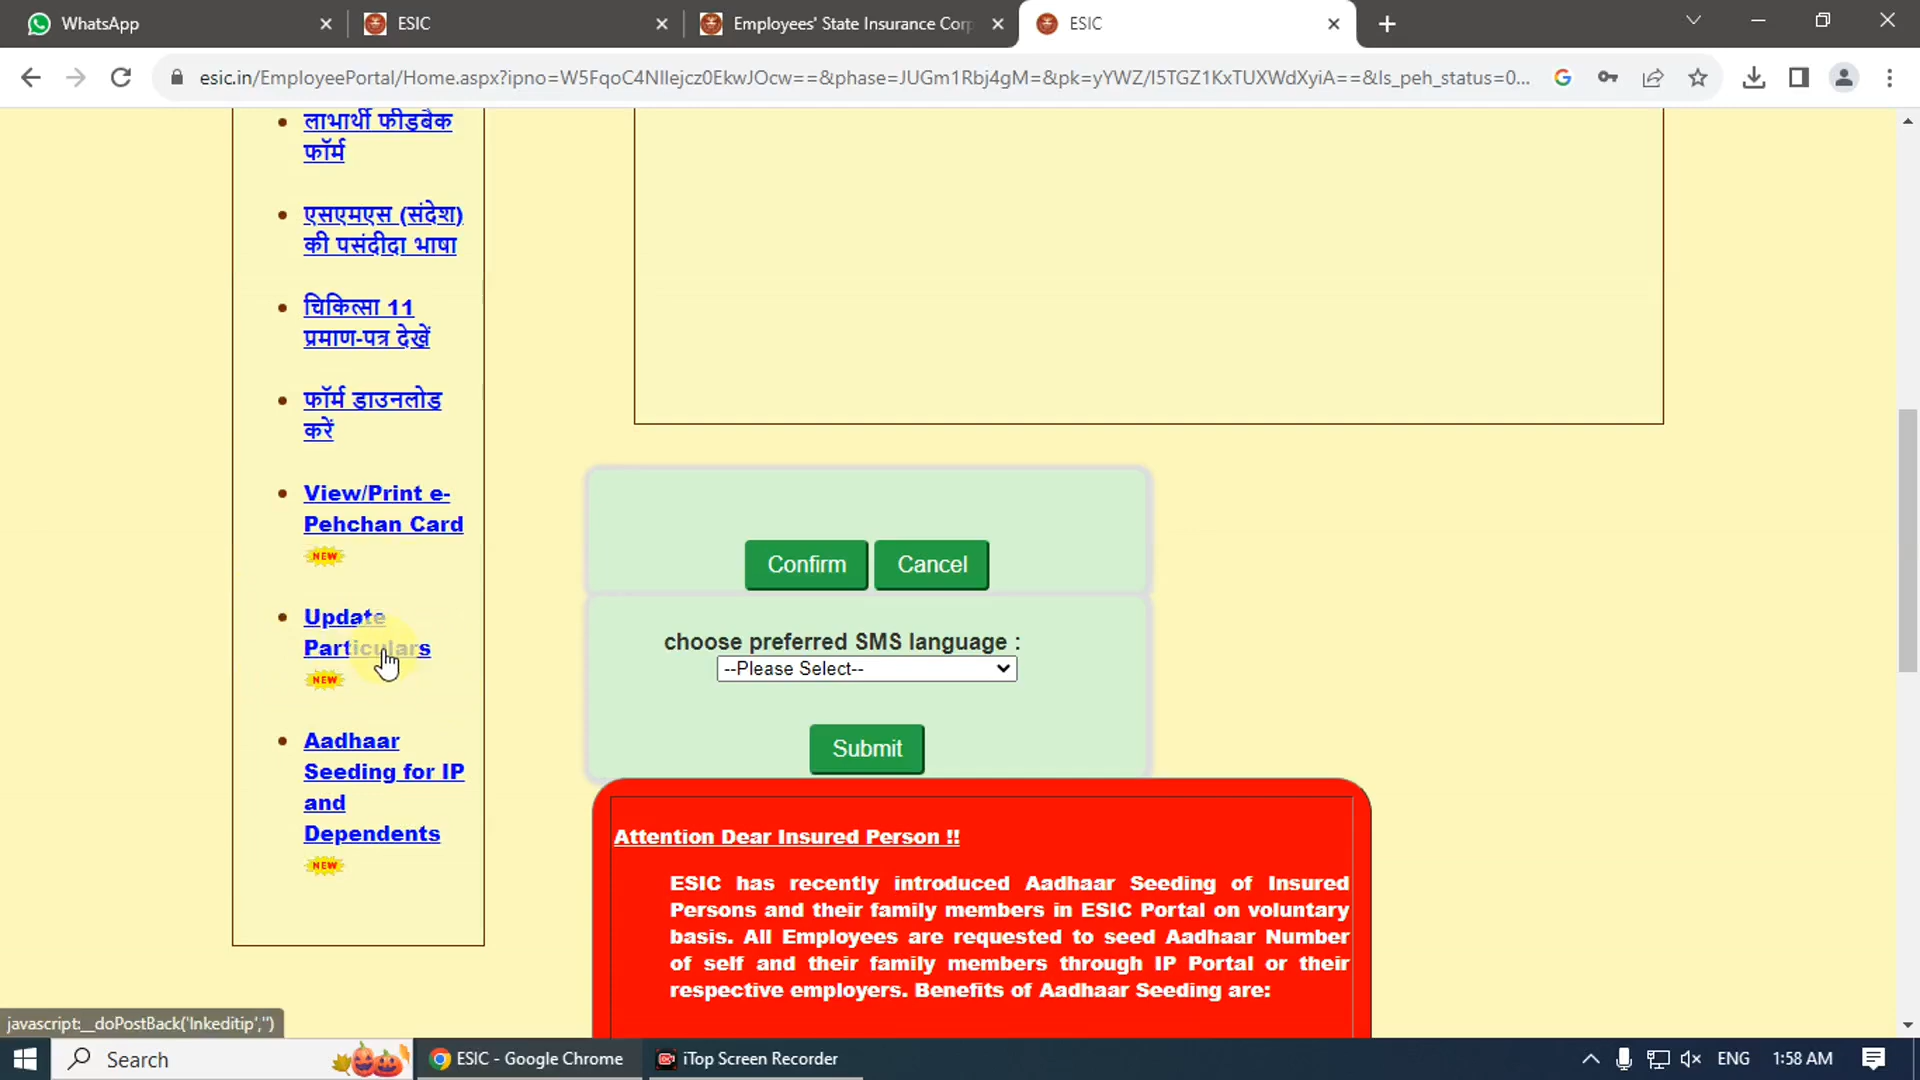 WhatsApp
ESIC
Employees' State Insurance Corp
ESIC
esic.in/EmployeePortal/Home.aspx?ipno=W5FqoC4NIlejcz0EkwJOcw==&phase=JUGm1Rbj4gM=&pk=yYWZ/I5TGZ1KxTUXWdXyiA==&Is_peh_status=0...
लाभार्थी फीडबैक
फॉर्म
एसएमएस (संदेश)
की पसंदीदा भाषा
चिकित्सा 11
प्रमाण-पत्र देखें
फॉर्म डाउनलोड
करें
View/Print e-
Pehchan Card
NEW
Update
Particulars
NEW
Aadhaar
Seeding for IP
and
Dependents
NEW
Confirm
Cancel
choose preferred SMS language :
--Please Select--
Submit
Attention Dear Insured Person !!
ESIC has recently introduced Aadhaar Seeding of Insured
Persons and their family members in ESIC Portal on voluntary
basis. All Employees are requested to seed Aadhaar Number
of self and their family members through IP Portal or their
respective employers. Benefits of Aadhaar Seeding are:
javascript:__doPostBack('lnkeditip','')
Search
ESIC - Google Chrome
iTop Screen Recorder
ENG
1:58 AM